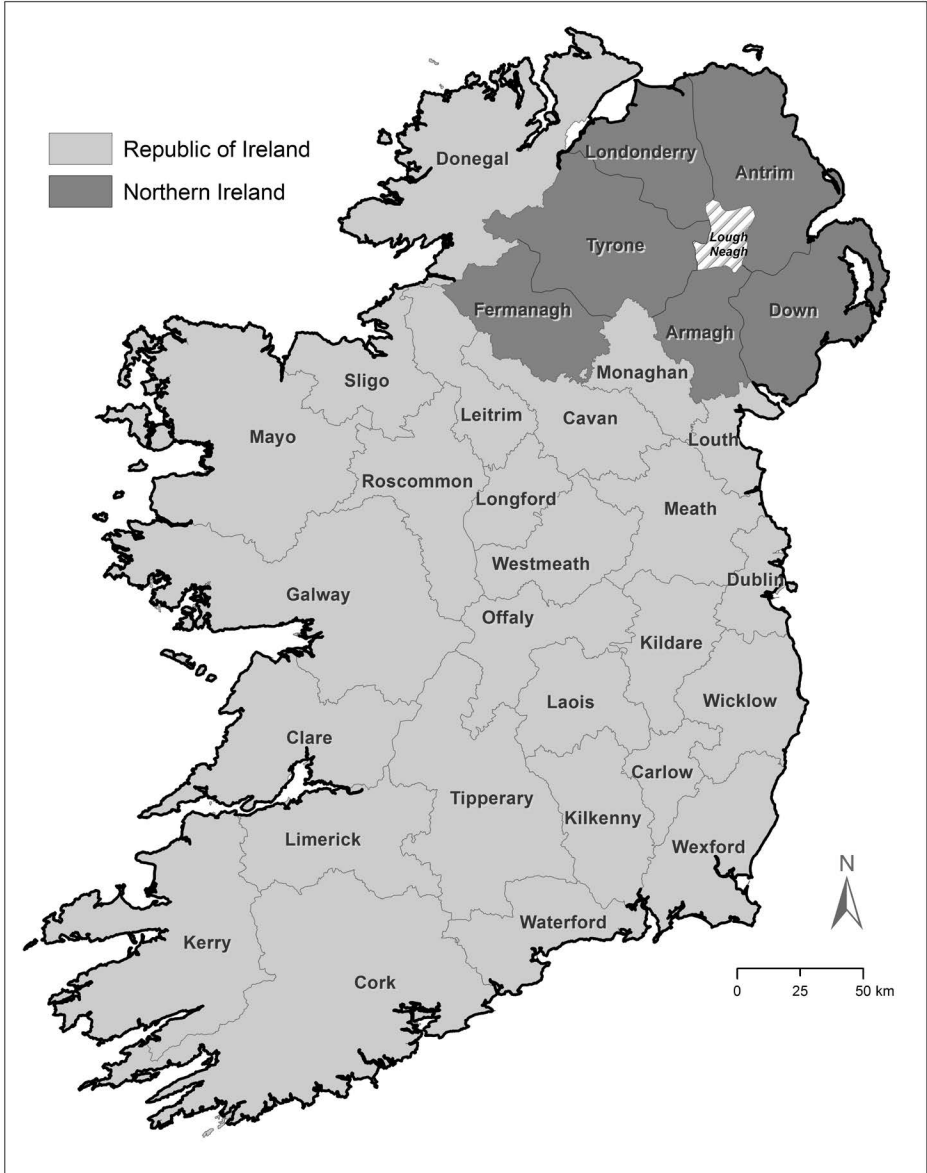 Republic of Ireland
Northern Ireland
Donegal
Londonderry
Antrim
Tyrone
Lough
Neagh
Fermanagh
Armagh
Down
Monaghan
Sligo
Leitrim
Cavan
Mayo
Louth
Roscommon
Longford
Meath
Westmeath
Dublin
Galway
Offaly
Kildare
Laois
Wicklow
Clare
Carlow
Tipperary
Kilkenny
Limerick
Wexford
N
Waterford
Kerry
Cork
0 25 50 km